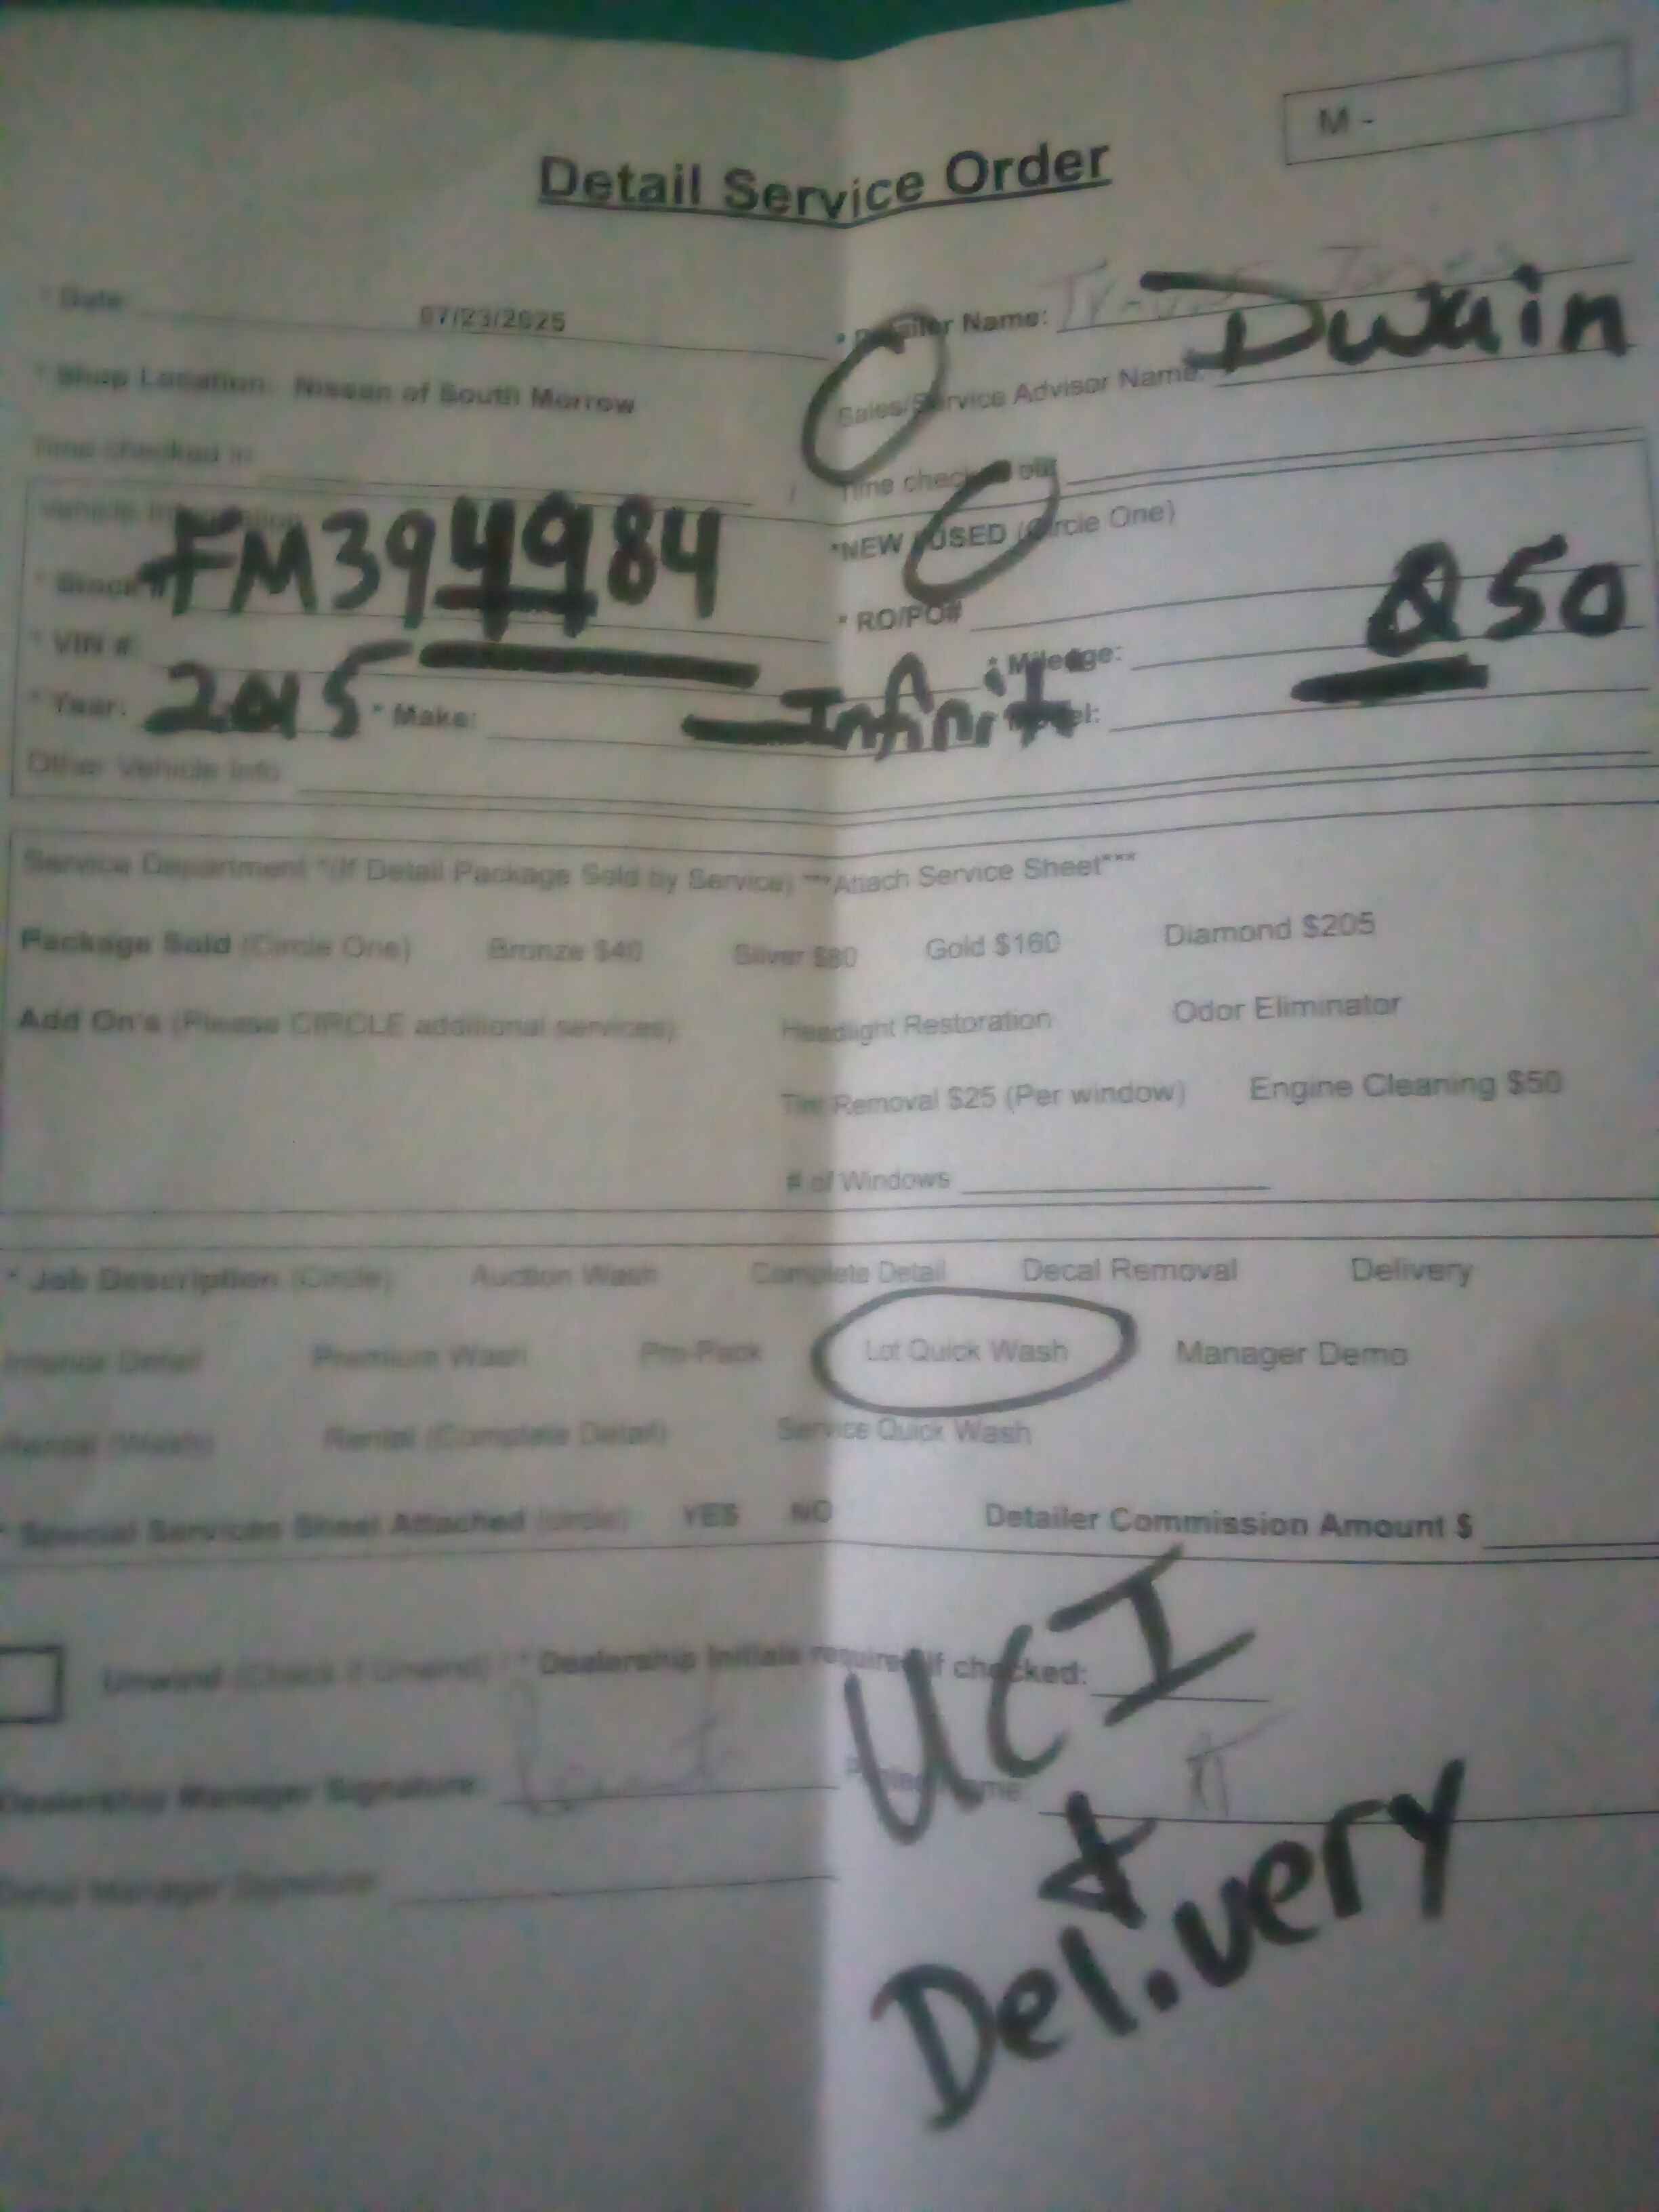 M -
Detail Service Order
* Date: 07/23/2025
* Detailer Name:
Dwain
* Shop Location: Nissan of South Morrow
Sales/Service Advisor Name:
Time checked in:
Time checked out
Vehicle Information
*NEW / USED (Circle One)
* Stock # FM394984
* RO/PO#
* VIN #
* Mileage:
Q50
* Year: 2015 * Make: Infinit Model:
Other Vehicle Info
Service Department *(If Detail Package Sold by Service) ***Attach Service Sheet***
Package Sold (Circle One) Bronze $40 Silver $80 Gold $160 Diamond $205
Add On's (Please CIRCLE additional services) Headlight Restoration Odor Eliminator
Tint Removal $25 (Per window) Engine Cleaning $50
# of Windows
* Job Description (Circle) Auction Wash Complete Detail Decal Removal Delivery
Internal Detail Premium Wash Pro-Pack Lot Quick Wash Manager Demo
Rental (Wash) Rental (Complete Detail) Service Quick Wash
* Special Services Sheet Attached (circle) YES NO Detailer Commission Amount $
Unwind (Check if Unwind) ** Dealership Initials required if checked:
UCI
Dealership Manager Signature: Printed Name:
&
Detail Manager Signature:
Delivery